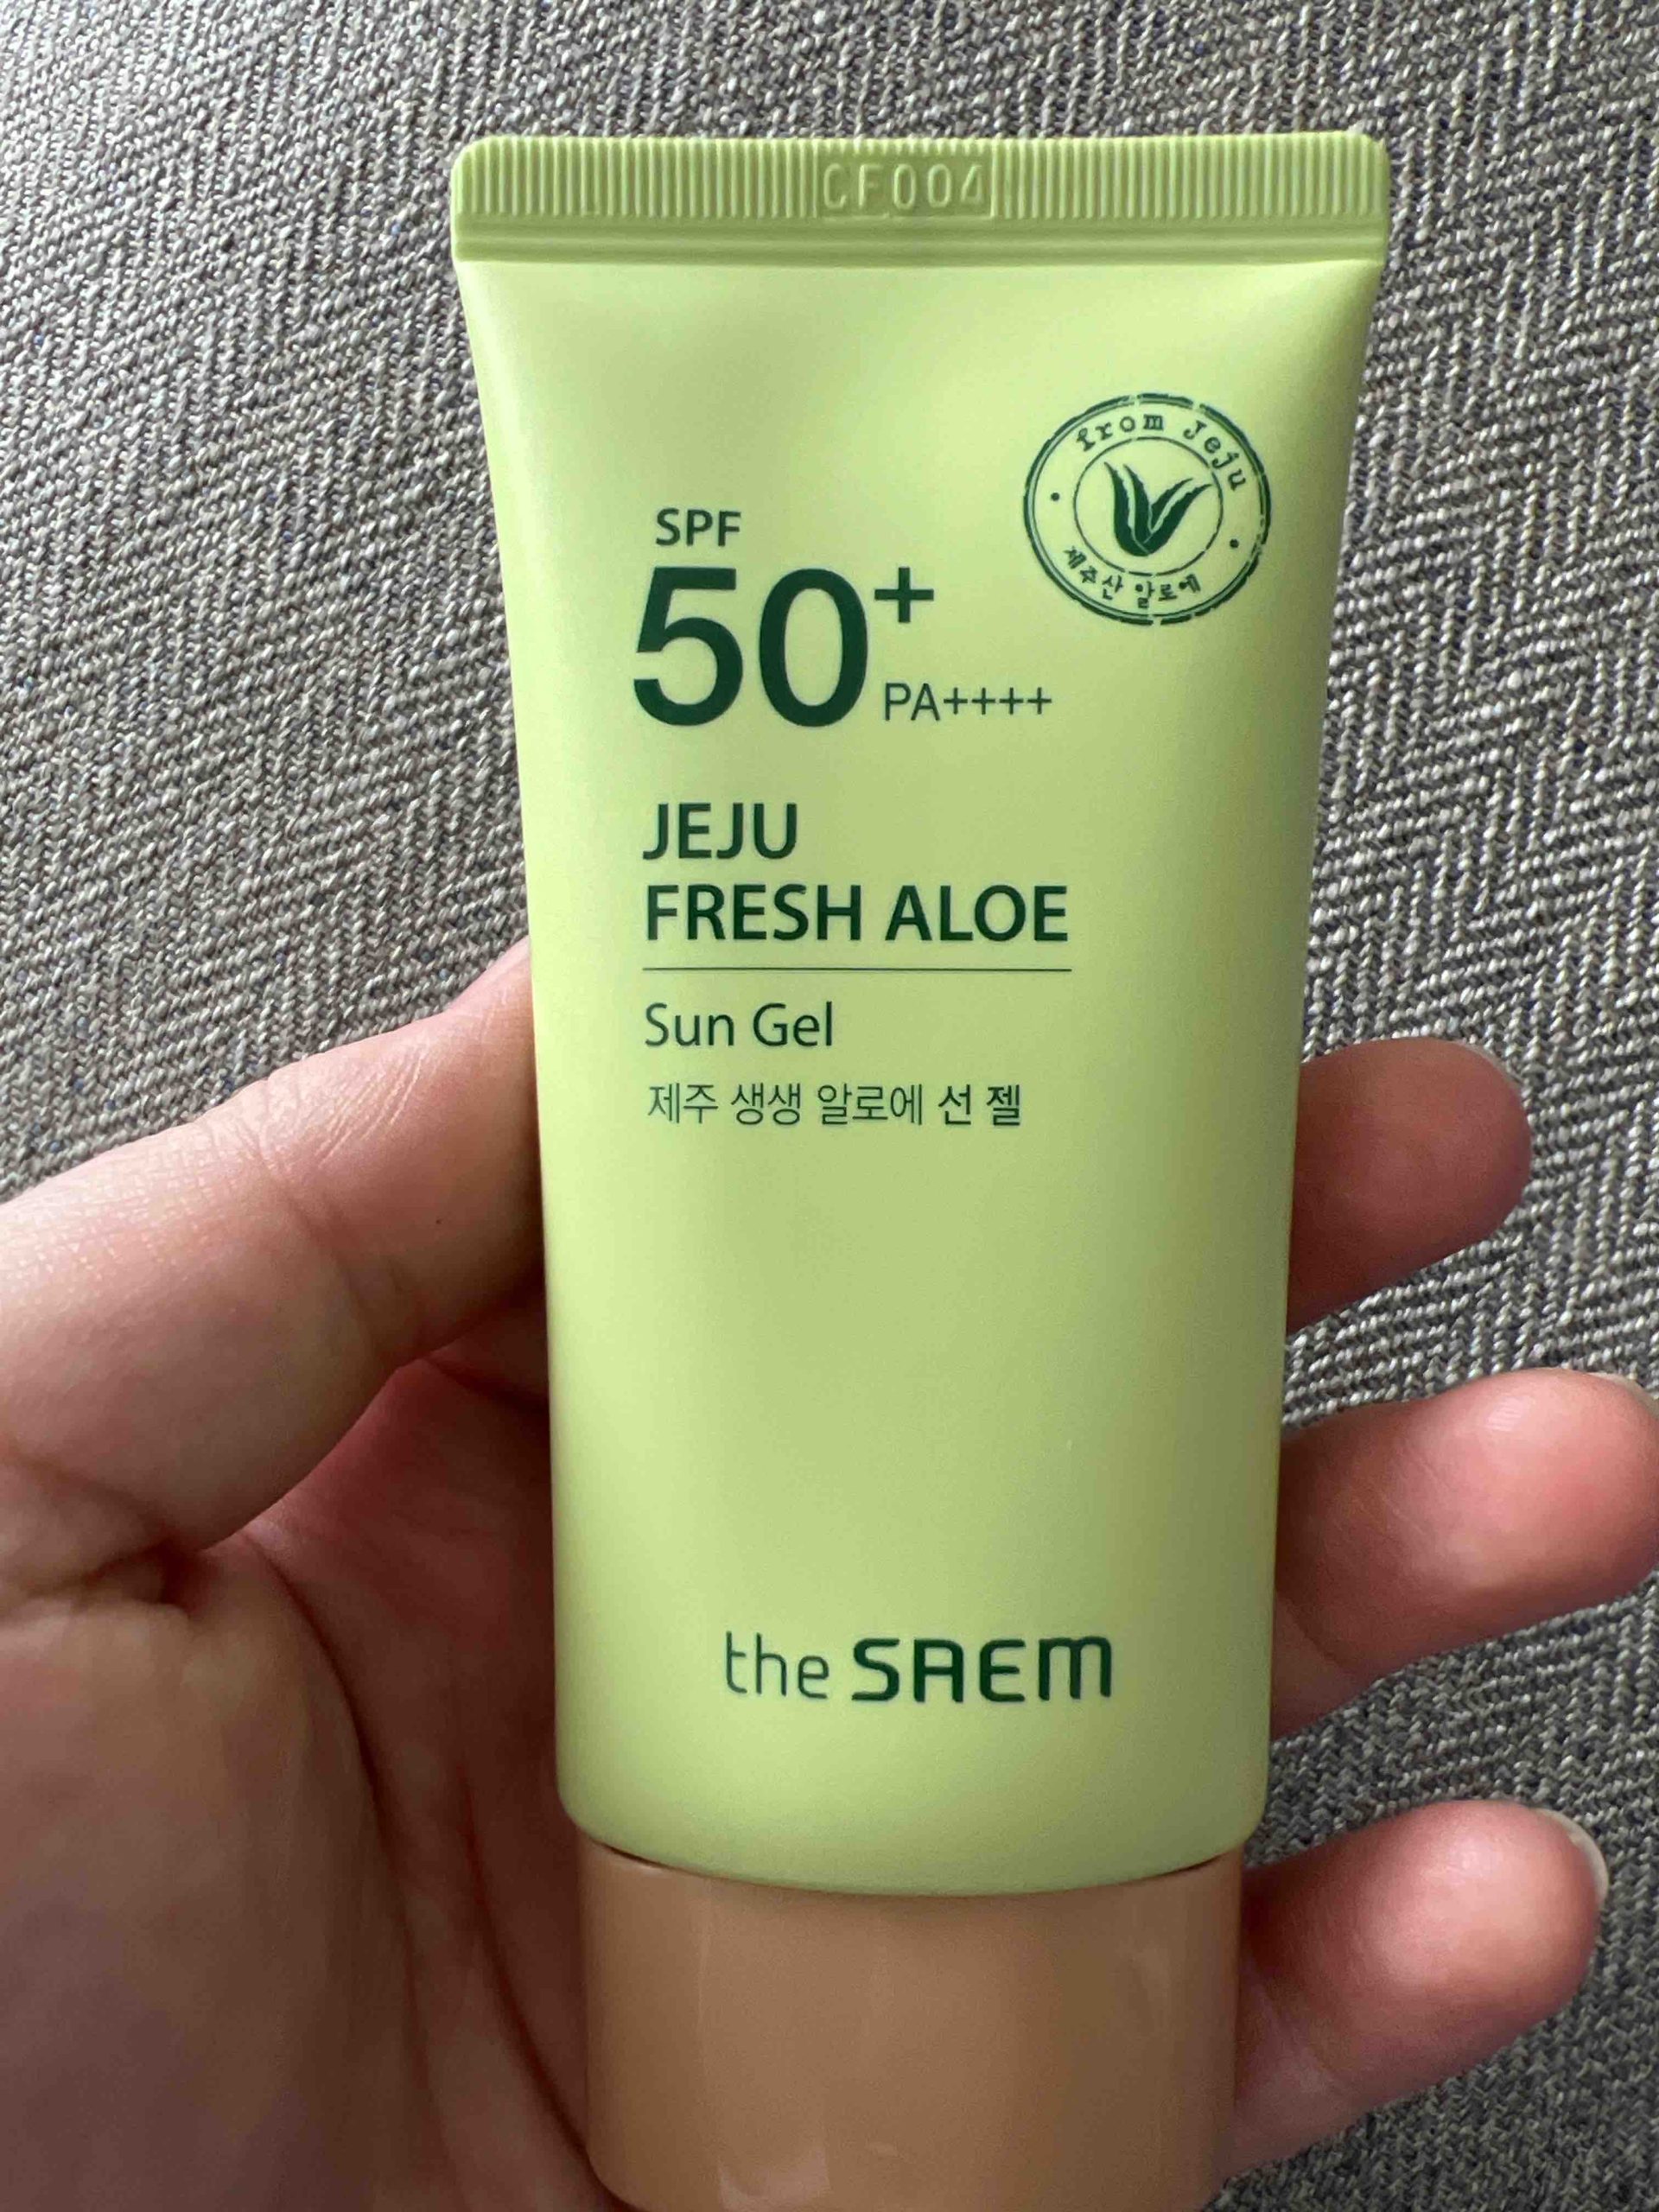 CF004
from Jeju
제주산 알로에
SPF
50+
PA++++
JEJU
FRESH ALOE
Sun Gel
제주 생생 알로에 선 젤
the SAEM